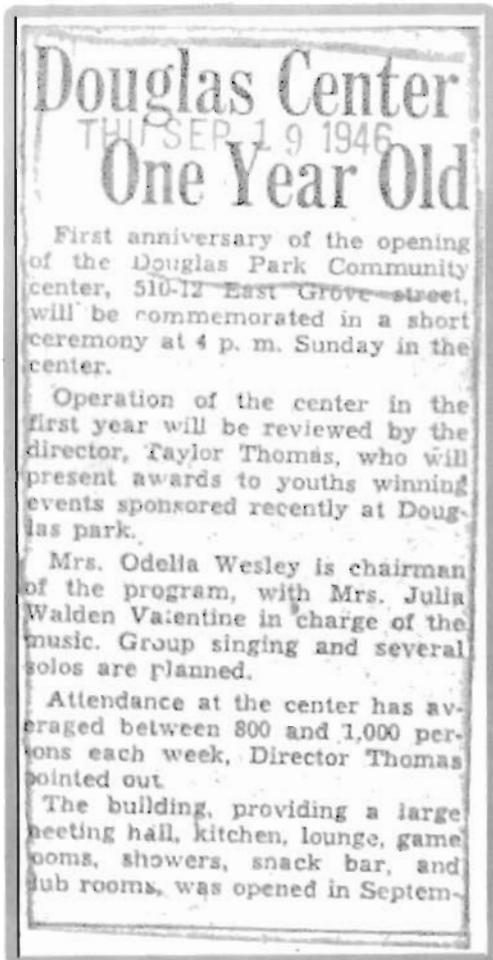 Douglas Center
THU SEP 19 1946
One Year Old
First anniversary of the opening
of the Douglas Park Community
center, 510-12 East Grove street,
will be commemorated in a short
ceremony at 4 p. m. Sunday in the
center.
Operation of the center in the
first year will be reviewed by the
director, Taylor Thomas, who will
present awards to youths winning
events sponsored recently at Doug-
las park.
Mrs. Odella Wesley is chairman
of the program, with Mrs. Julia
Walden Valentine in charge of the
music. Group singing and several
solos are planned.
Attendance at the center has av-
eraged between 800 and 1,000 per-
sons each week, Director Thomas
pointed out
The building, providing a large
meeting hall, kitchen, lounge, game
rooms, showers, snack bar, and
club rooms, was opened in Septem-